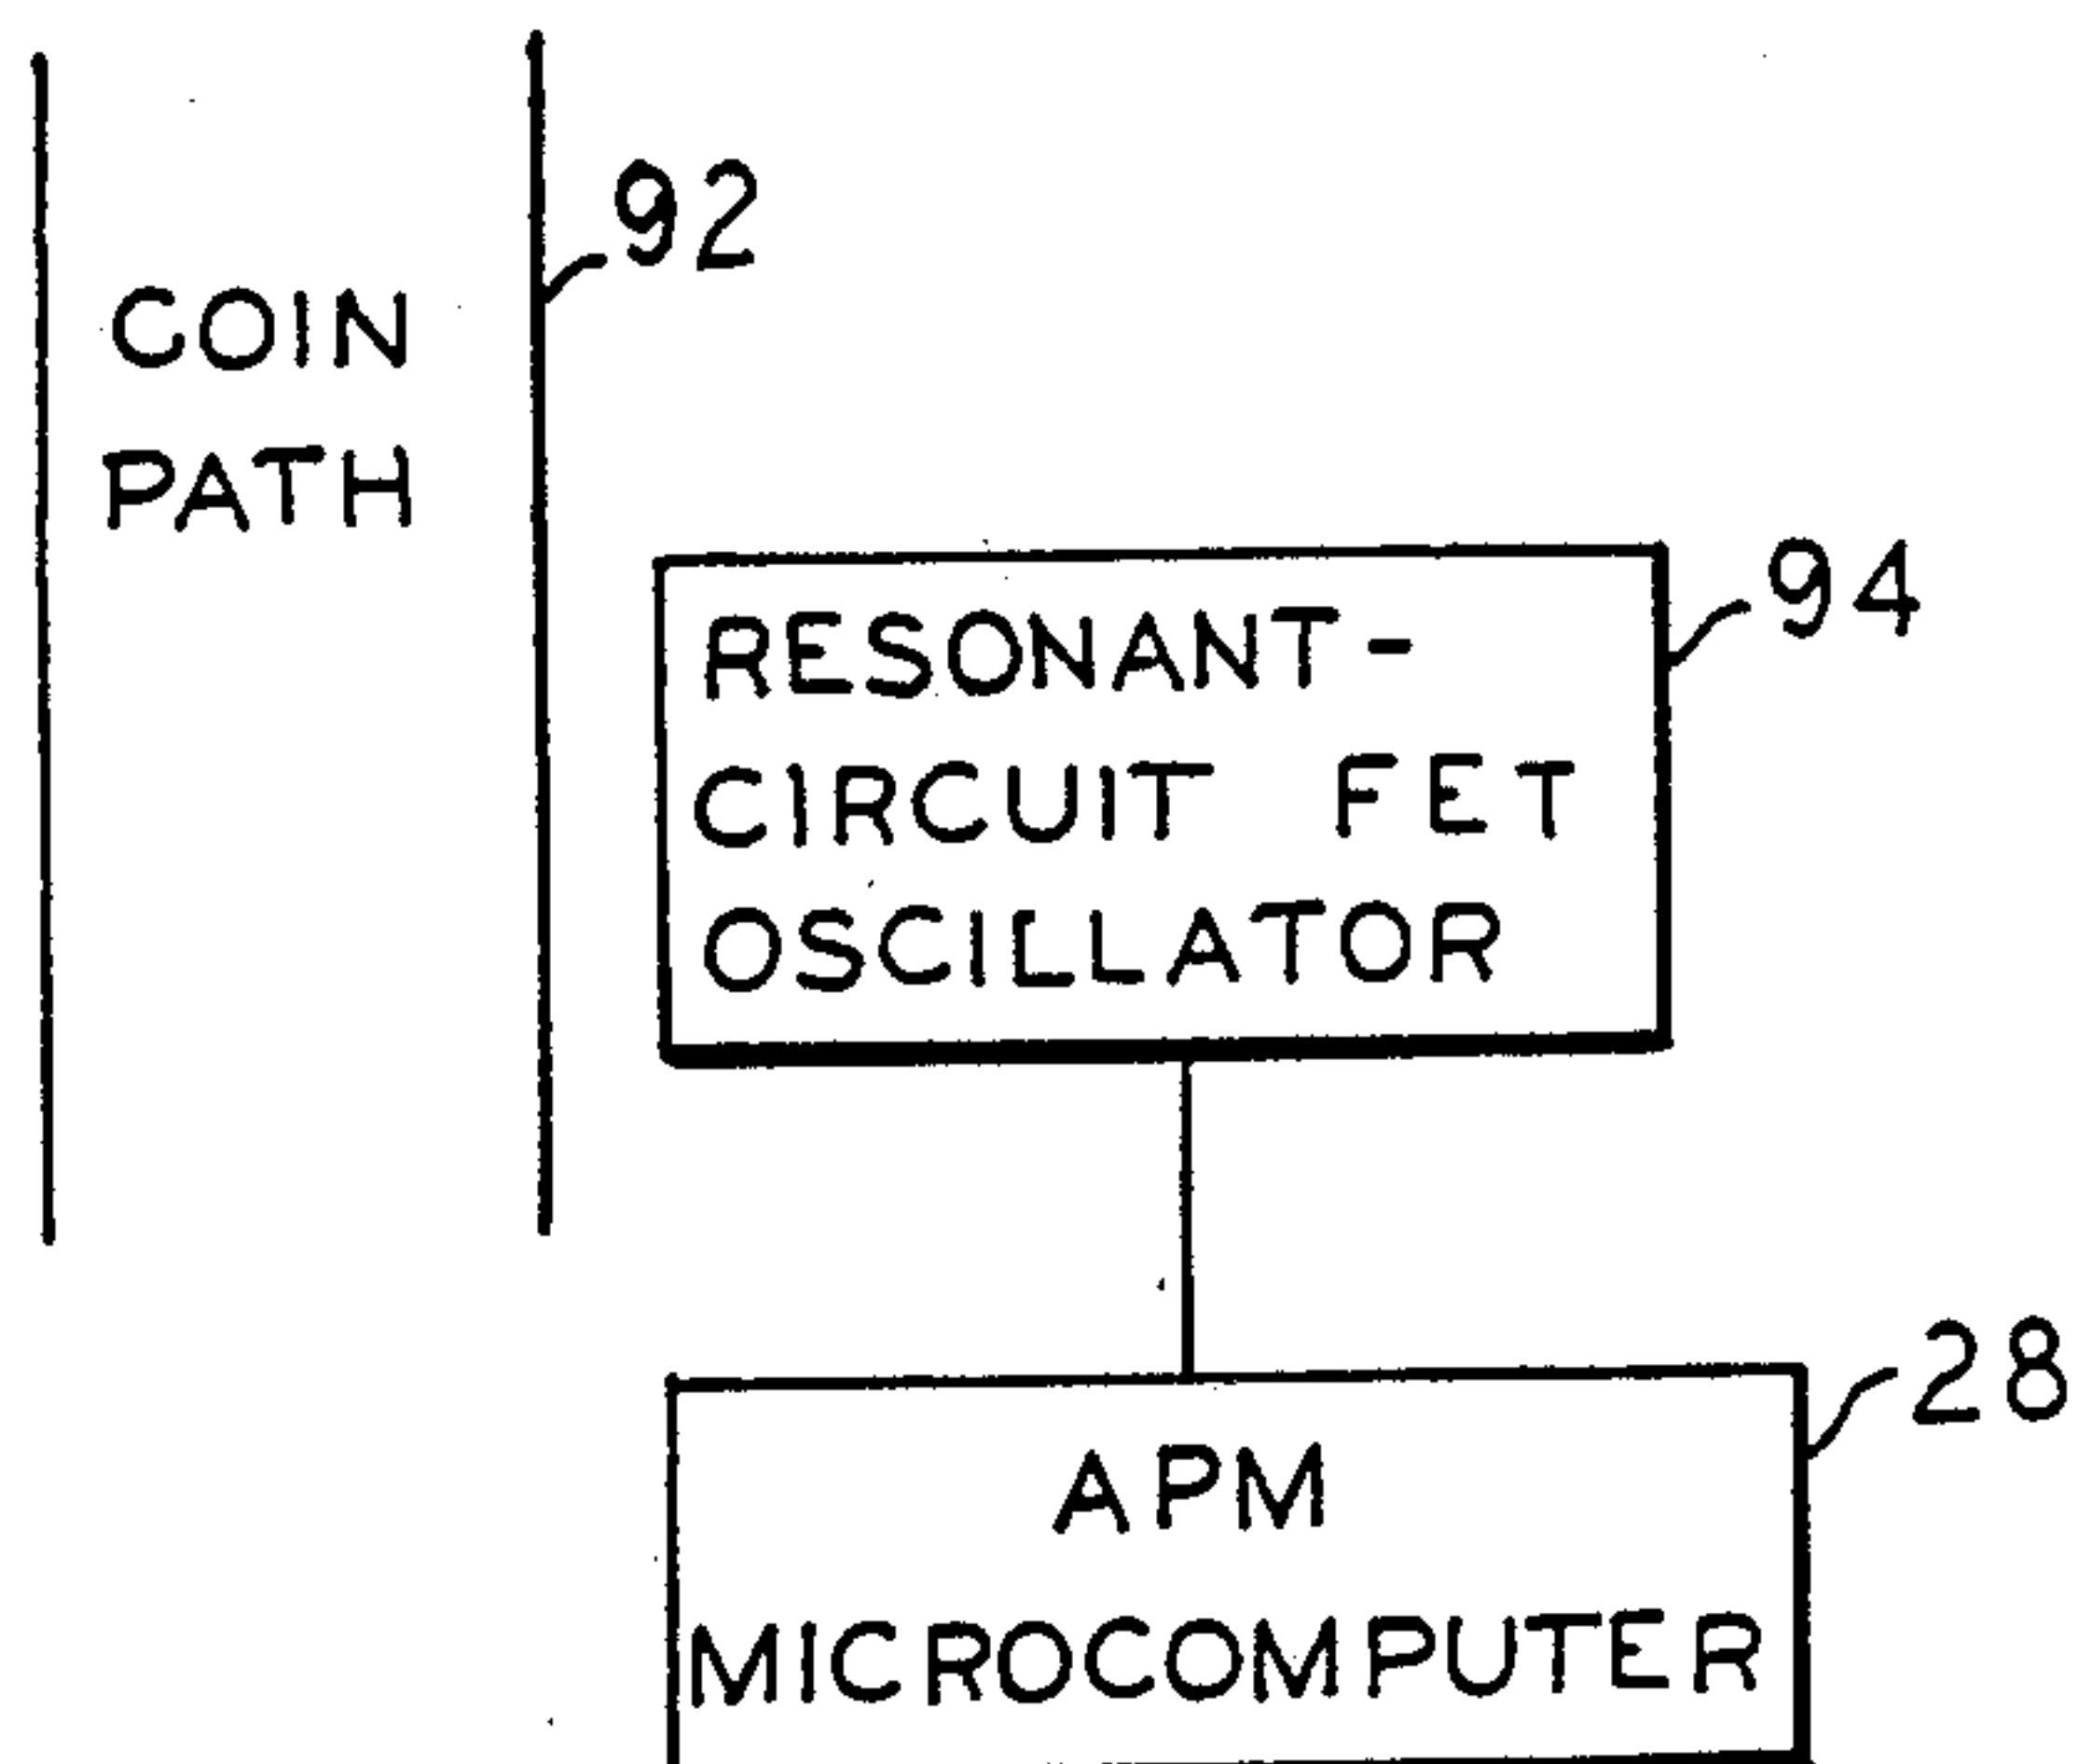 92
COIN
PATH
94
RESONANT-
CIRCUIT FET
OSCILLATOR
28
APM
MICROCOMPUTER